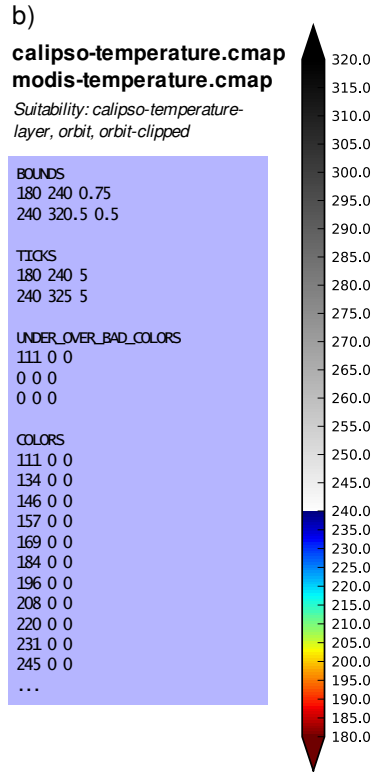 b)
calipso-temperature.cmap
modis-temperature.cmap
Suitability: calipso-temperature-
layer, orbit, orbit-clipped
BOUNDS
180 240 0.75
240 320.5 0.5
TICKS
180 240 5
240 325 5
UNDER_OVER_BAD_COLORS
111 0 0
0 0 0
0 0 0
COLORS
111 0 0
134 0 0
146 0 0
157 0 0
169 0 0
184 0 0
196 0 0
208 0 0
220 0 0
231 0 0
245 0 0
...
320.0
310.0
305.0
300.0
295.0
290.0
285.0
280.0
275.0
270.0
265.0
260.0
255.0
250.0
245.0
240.0
235.0
230.0
225.0
220.0
215.0
210.0
205.0
200.0
195.0
190.0
185.0
180.0